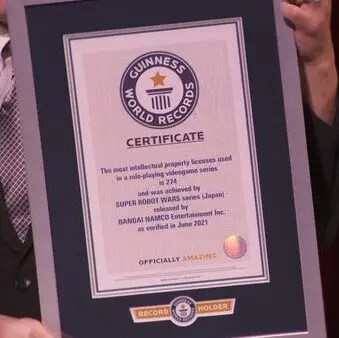 GUINNESS
WORLD RECORDS
CERTIFICATE
The most intellectual property licenses used
in a role-playing videogame series
is 274
and was achieved by
SUPER ROBOT WARS series (Japan)
released by
BANDAI NAMCO Entertainment Inc.
as verified in June 2021
OFFICIALLY AMAZING
RECORD HOLDER